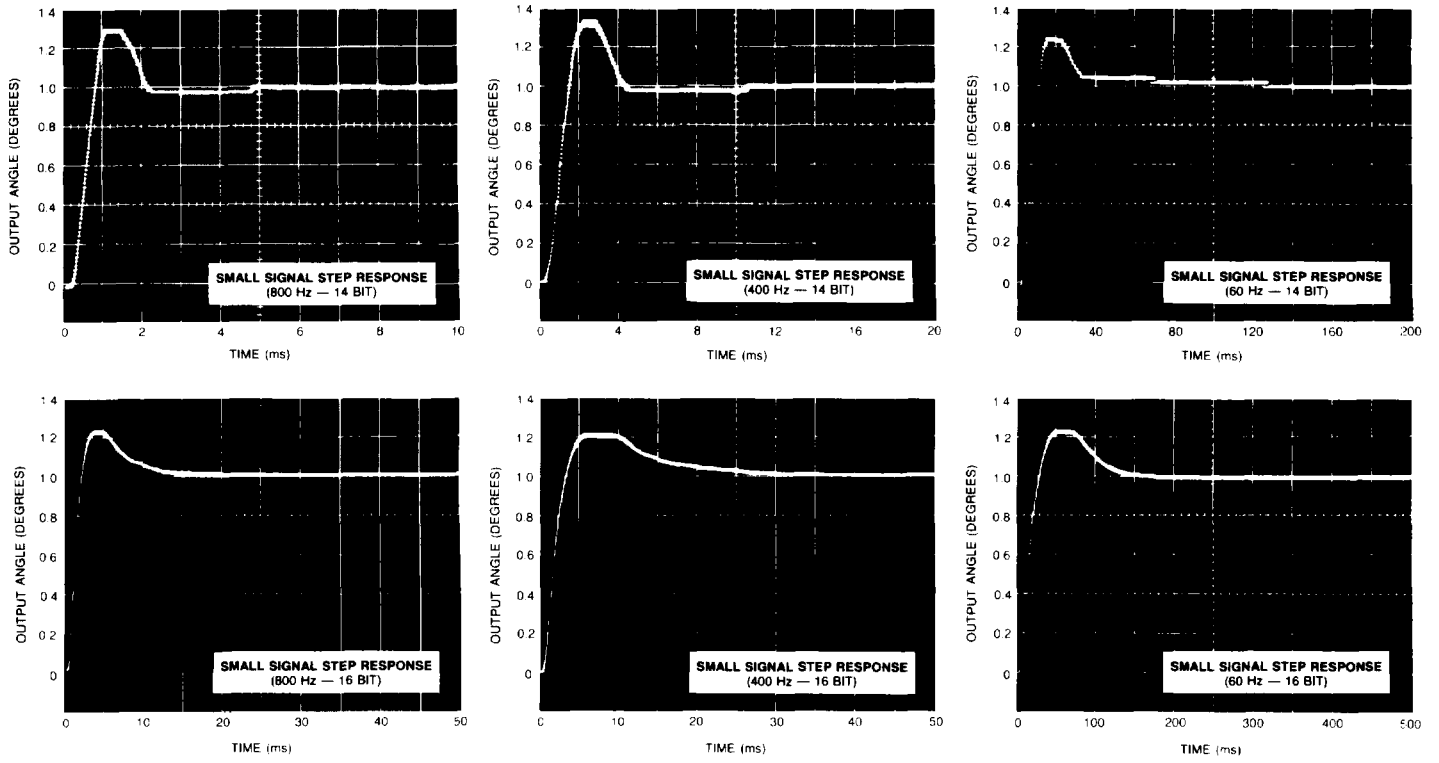 OUTPUT ANGLE (DEGREES)
1.4
1.2
1.0
0.8
0.6
0.4
0.2
0
SMALL SIGNAL STEP RESPONSE
(800 Hz — 14 BIT)
0 2 4 6 8 10
TIME (ms)
OUTPUT ANGLE (DEGREES)
1.4
1.2
1.0
0.8
0.6
0.4
0.2
0
SMALL SIGNAL STEP RESPONSE
(400 Hz — 14 BIT)
0 4 8 12 16 20
TIME (ms)
OUTPUT ANGLE (DEGREES)
1.4
1.2
1.0
0.8
0.6
0.4
0.2
0
SMALL SIGNAL STEP RESPONSE
(60 Hz — 14 BIT)
0 40 80 120 160 200
TIME (ms)
OUTPUT ANGLE (DEGREES)
1.4
1.2
1.0
0.8
0.6
0.4
0.2
0
SMALL SIGNAL STEP RESPONSE
(800 Hz — 16 BIT)
0 10 20 30 40 50
TIME (ms)
OUTPUT ANGLE (DEGREES)
1.4
1.2
1.0
0.8
0.6
0.4
0.2
0
SMALL SIGNAL STEP RESPONSE
(400 Hz — 16 BIT)
0 10 20 30 40 50
TIME (ms)
OUTPUT ANGLE (DEGREES)
1.4
1.2
1.0
0.8
0.6
0.4
0.2
0
SMALL SIGNAL STEP RESPONSE
(60 Hz — 16 BIT)
0 100 200 300 400 500
TIME (ms)